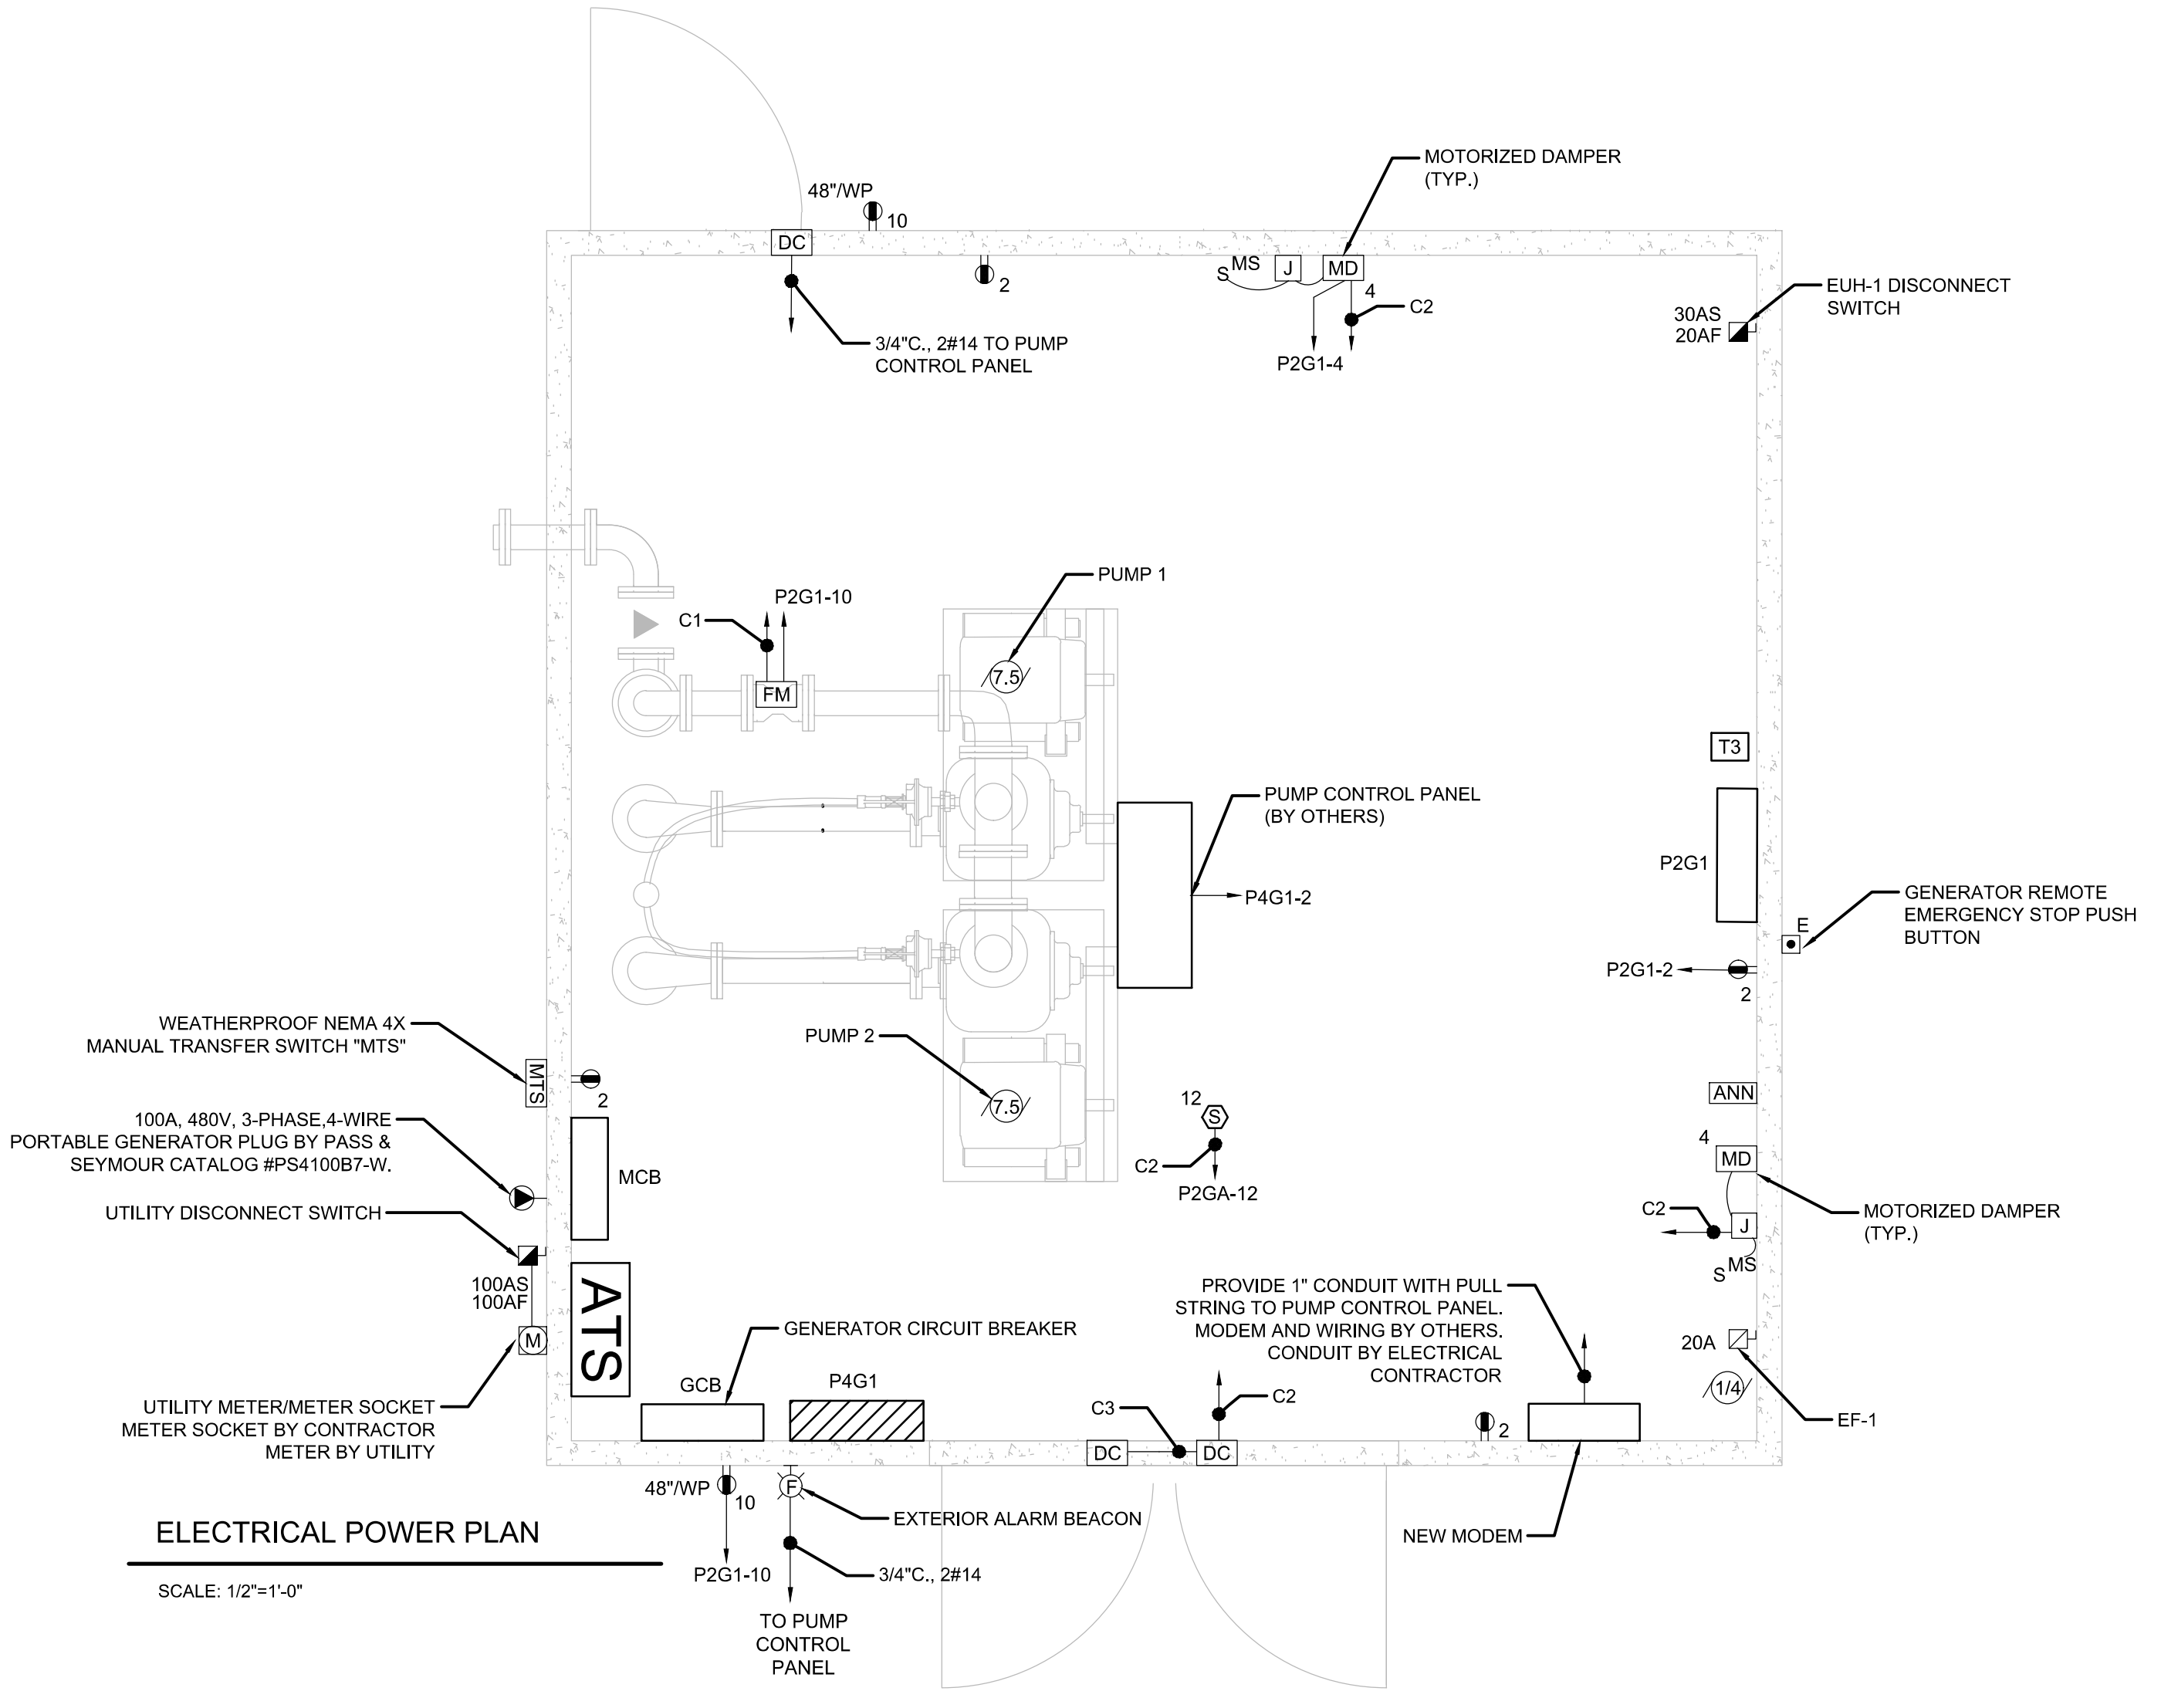 MOTORIZED DAMPER
(TYP.)
48"/WP
10
DC
2
S
MS
J
MD
4
C2
P2G1-4
EUH-1 DISCONNECT
SWITCH
30AS
20AF
3/4"C., 2#14 TO PUMP
CONTROL PANEL
PUMP 1
P2G1-10
C1
7.5
FM
T3
PUMP CONTROL PANEL
(BY OTHERS)
P2G1
P4G1-2
GENERATOR REMOTE
EMERGENCY STOP PUSH
BUTTON
E
P2G1-2
2
WEATHERPROOF NEMA 4X
MANUAL TRANSFER SWITCH "MTS"
MTS
2
PUMP 2
7.5
12
S
C2
P2GA-12
ANN
4
MD
100A, 480V, 3-PHASE,4-WIRE
PORTABLE GENERATOR PLUG BY PASS &
SEYMOUR CATALOG #PS4100B7-W.
MCB
UTILITY DISCONNECT SWITCH
C2
J
MOTORIZED DAMPER
(TYP.)
S
MS
100AS
100AF
ATS
M
PROVIDE 1" CONDUIT WITH PULL
STRING TO PUMP CONTROL PANEL.
MODEM AND WIRING BY OTHERS.
CONDUIT BY ELECTRICAL
CONTRACTOR
GENERATOR CIRCUIT BREAKER
20A
1/4
EF-1
GCB
P4G1
UTILITY METER/METER SOCKET
METER SOCKET BY CONTRACTOR
METER BY UTILITY
C3
C2
DC
DC
2
48"/WP
10
F
EXTERIOR ALARM BEACON
NEW MODEM
P2G1-10
3/4"C., 2#14
TO PUMP
CONTROL
PANEL
ELECTRICAL POWER PLAN
SCALE: 1/2"=1'-0"